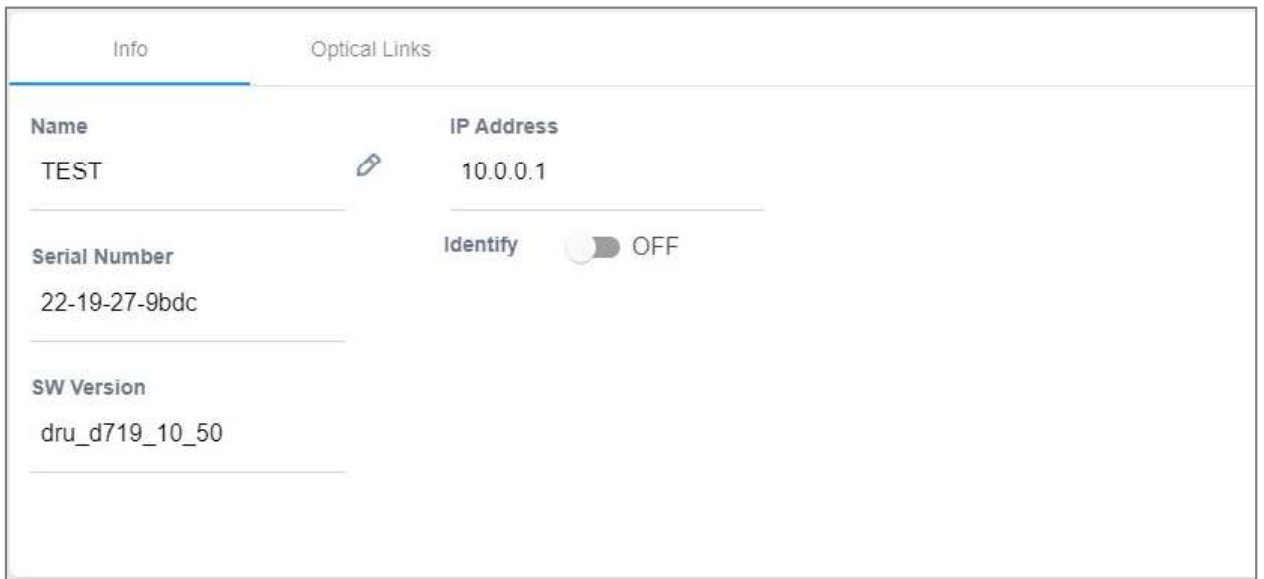 Info
Optical Links
Name
TEST
IP Address
10.0.0.1
Serial Number
22-19-27-9bdc
Identify
OFF
SW Version
dru_d719_10_50